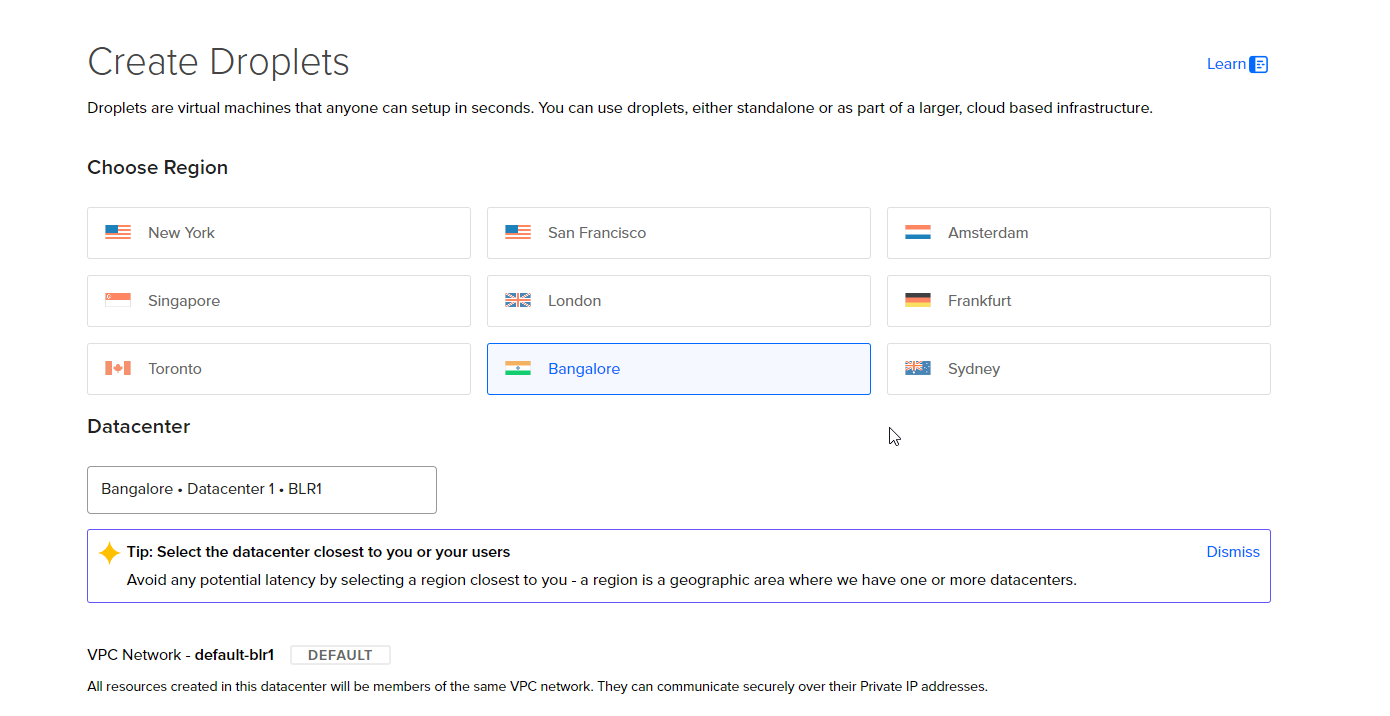 Create Droplets
Learn
Droplets are virtual machines that anyone can setup in seconds. You can use droplets, either standalone or as part of a larger, cloud based infrastructure.
Choose Region
New York
San Francisco
Amsterdam
Singapore
London
Frankfurt
Toronto
Bangalore
Sydney
Datacenter
Bangalore • Datacenter 1 • BLR1
Tip: Select the datacenter closest to you or your users
Dismiss
Avoid any potential latency by selecting a region closest to you - a region is a geographic area where we have one or more datacenters.
VPC Network - default-blr1 DEFAULT
All resources created in this datacenter will be members of the same VPC network. They can communicate securely over their Private IP addresses.